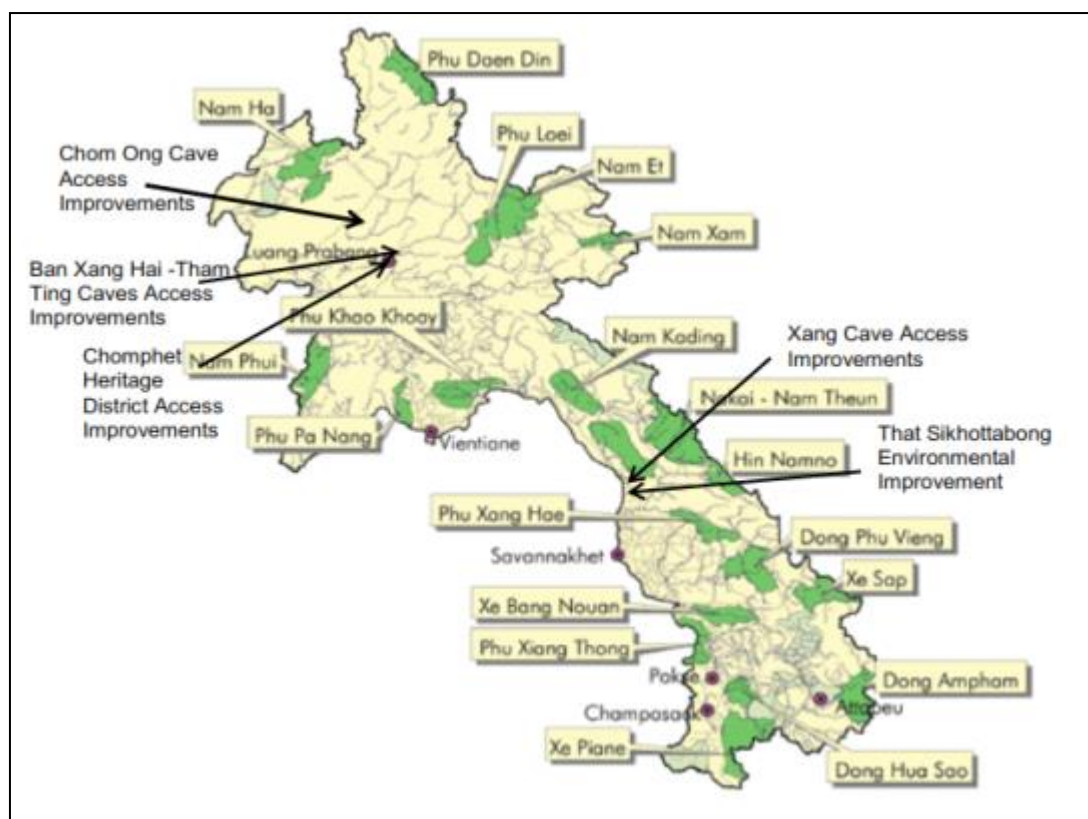 Phu Daen Din
Nam Ha
Phu Loei
Chom Ong Cave
Access
Improvements
Nam Et
Nam Xam
Luang Prabang
Ban Xang Hai -Tham
Ting Caves Access
Improvements
Phu Khao Khoay
Nam Kading
Xang Cave Access
Improvements
Chomphet
Heritage
District Access
Improvements
Nam Phui
Nakai - Nam Theun
That Sikhottabong
Environmental
Improvement
Phu Pa Nang
Vientiane
Hin Namno
Phu Xang Hae
Dong Phu Vieng
Savannakhet
Xe Sap
Xe Bang Nouan
Phu Xiang Thong
Pakse
Dong Ampham
Attapeu
Champasack
Xe Piane
Dong Hua Sao